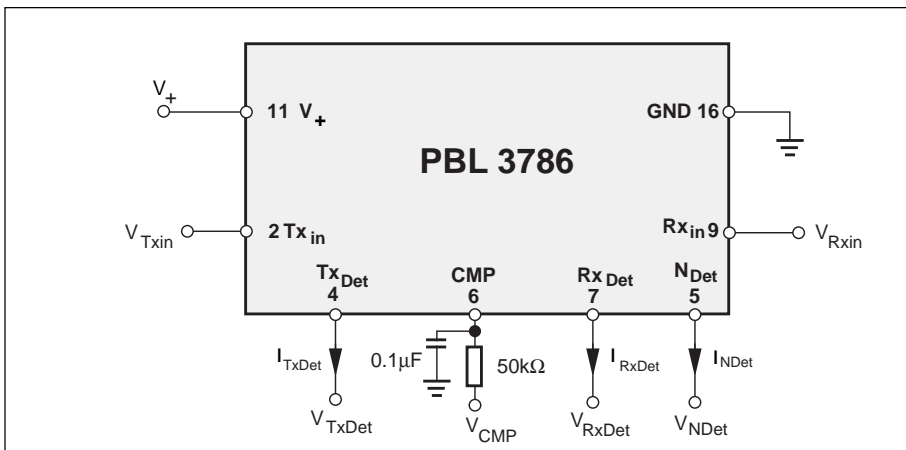 V+
11 V+
GND 16
PBL 3786
VTxin
2 Txin
Rxin 9
VRxin
TxDet
4
CMP
6
RxDet
7
NDet
5
ITxDet
0.1µF
50kΩ
IRxDet
INDet
VTxDet
VCMP
VRxDet
VNDet